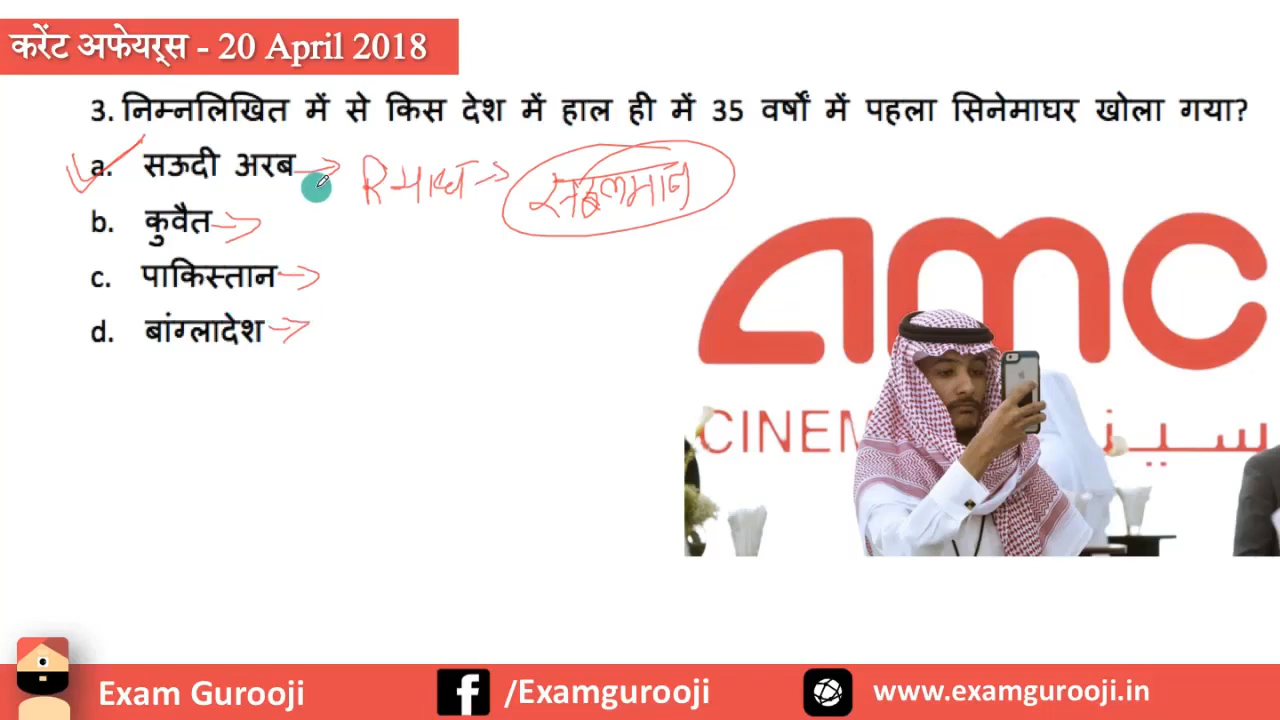 करेंट अफेयर्स - 20 April 2018
3. निम्नलिखित में से किस देश में हाल ही में 35 वर्षों में पहला सिनेमाघर खोला गया?
a. सऊदी अरब
b. कुवैत
c. पाकिस्तान
d. बांग्लादेश
amc
CINEM سينم
Exam Gurooji
/Examgurooji
www.examgurooji.in